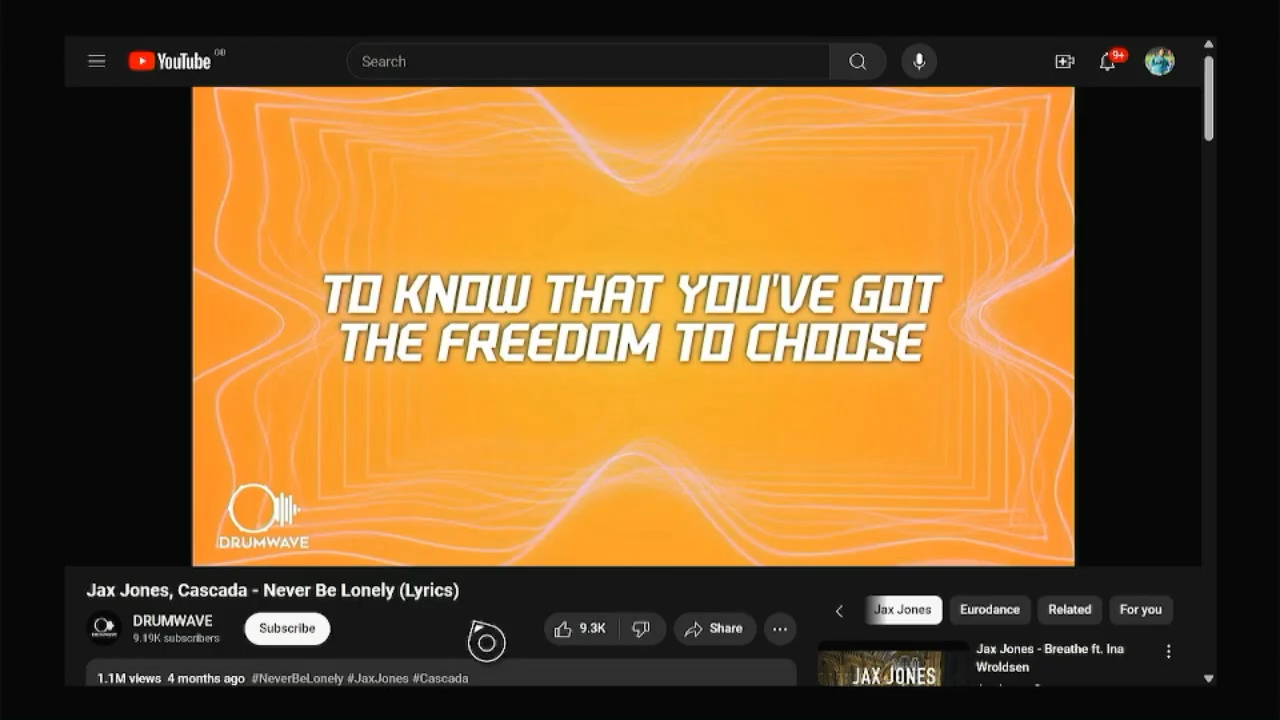 YouTube GB
Search
9+
TO KNOW THAT YOU'VE GOT
THE FREEDOM TO CHOOSE
DRUMWAVE
Jax Jones, Cascada - Never Be Lonely (Lyrics)
DRUMWAVE
9.19K subscribers
Subscribe
9.3K
Share
Jax Jones
Eurodance
Related
For you
1.1M views 4 months ago #NeverBeLonely #JaxJones #Cascada
JAX JONES
Jax Jones - Breathe ft. Ina
Wroldsen